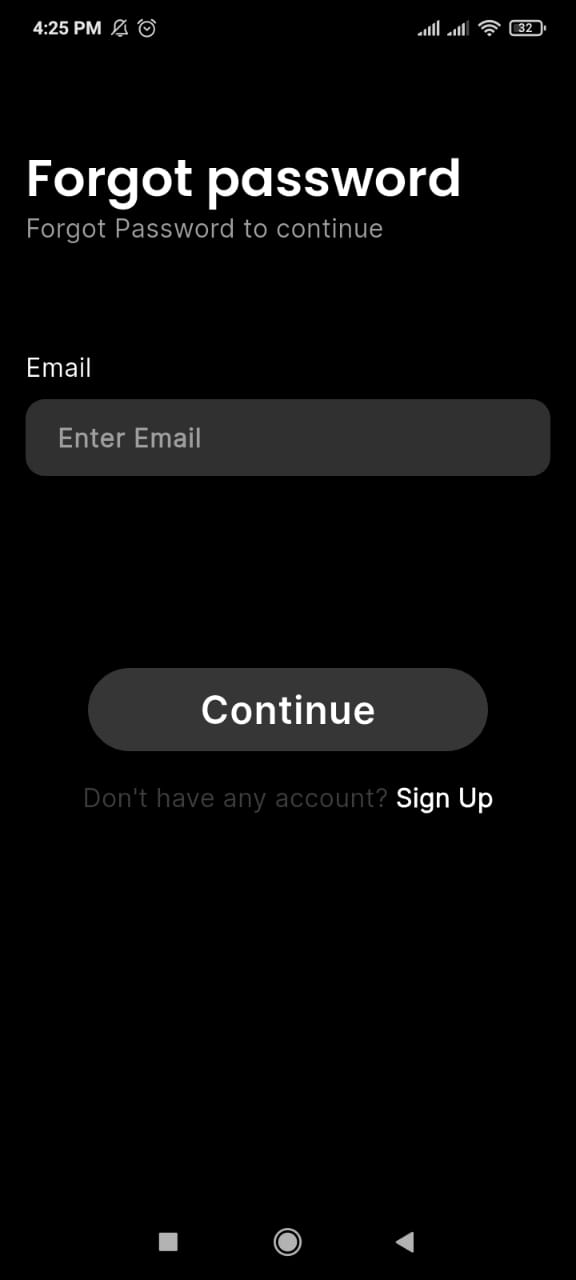 4:25 PM 32
Forgot password
Forgot Password to continue
Email
Enter Email
Continue
Don't have any account? Sign Up